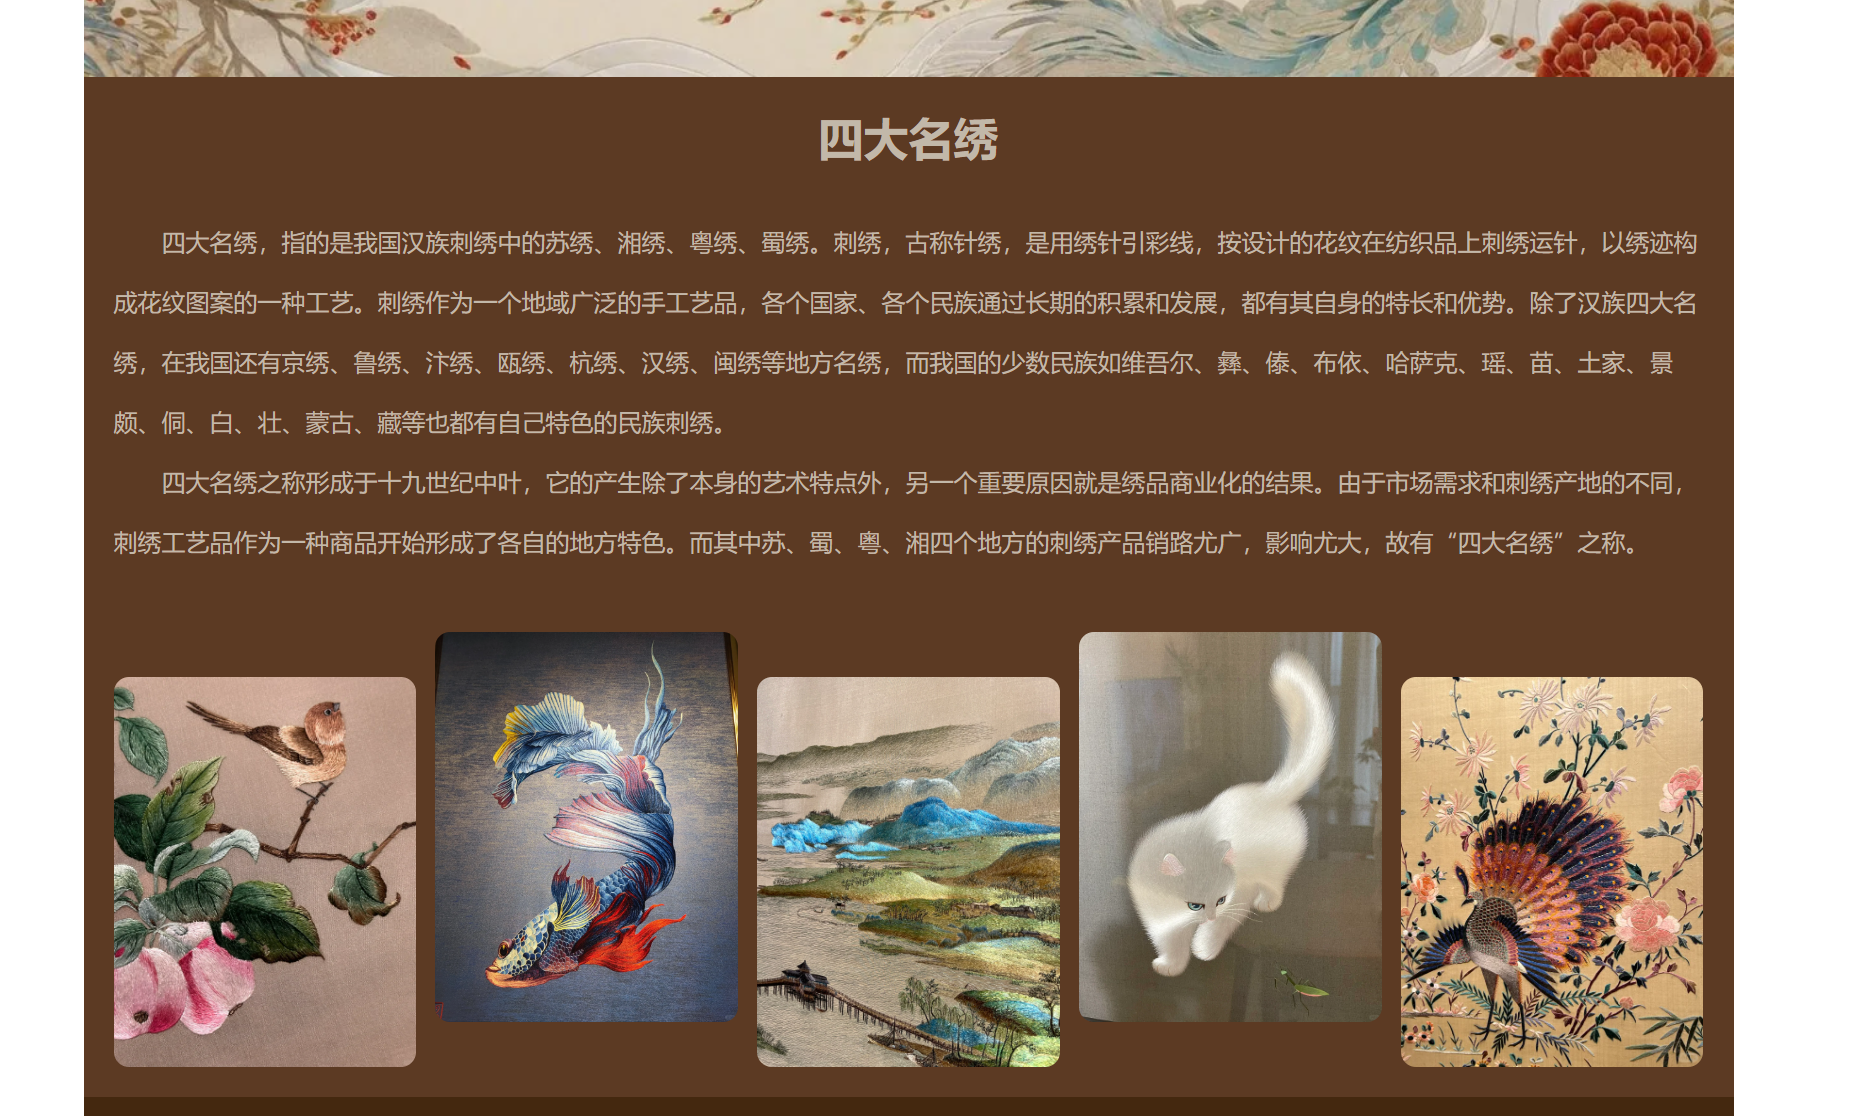 四大名绣
四大名绣，指的是我国汉族刺绣中的苏绣、湘绣、粤绣、蜀绣。刺绣，古称针绣，是用绣针引彩线，按设计的花纹在纺织品上刺绣运针，以绣迹构
成花纹图案的一种工艺。刺绣作为一个地域广泛的手工艺品，各个国家、各个民族通过长期的积累和发展，都有其自身的特长和优势。除了汉族四大名
绣，在我国还有京绣、鲁绣、汴绣、瓯绣、杭绣、汉绣、闽绣等地方名绣，而我国的少数民族如维吾尔、彝、傣、布依、哈萨克、瑶、苗、土家、景
颇、侗、白、壮、蒙古、藏等也都有自己特色的民族刺绣。
四大名绣之称形成于十九世纪中叶，它的产生除了本身的艺术特点外，另一个重要原因就是绣品商业化的结果。由于市场需求和刺绣产地的不同，
刺绣工艺品作为一种商品开始形成了各自的地方特色。而其中苏、蜀、粤、湘四个地方的刺绣产品销路尤广，影响尤大，故有“四大名绣”之称。